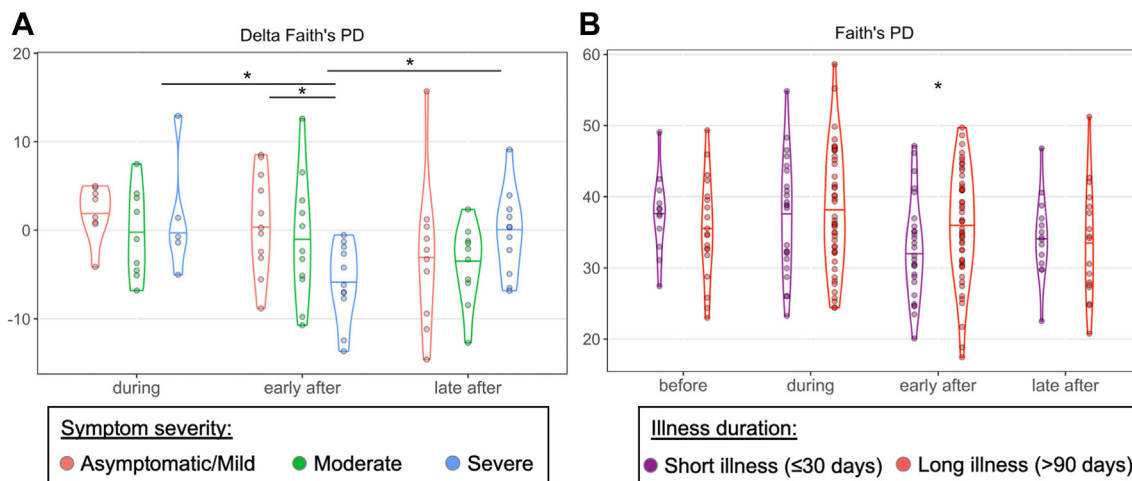 A
Delta Faith's PD
20
10
0
-10
*
*
*
during
early after
late after
Symptom severity:
Asymptomatic/Mild
Moderate
Severe
B
Faith's PD
60
50
40
30
20
*
before
during
early after
late after
Illness duration:
Short illness (≤30 days)
Long illness (>90 days)